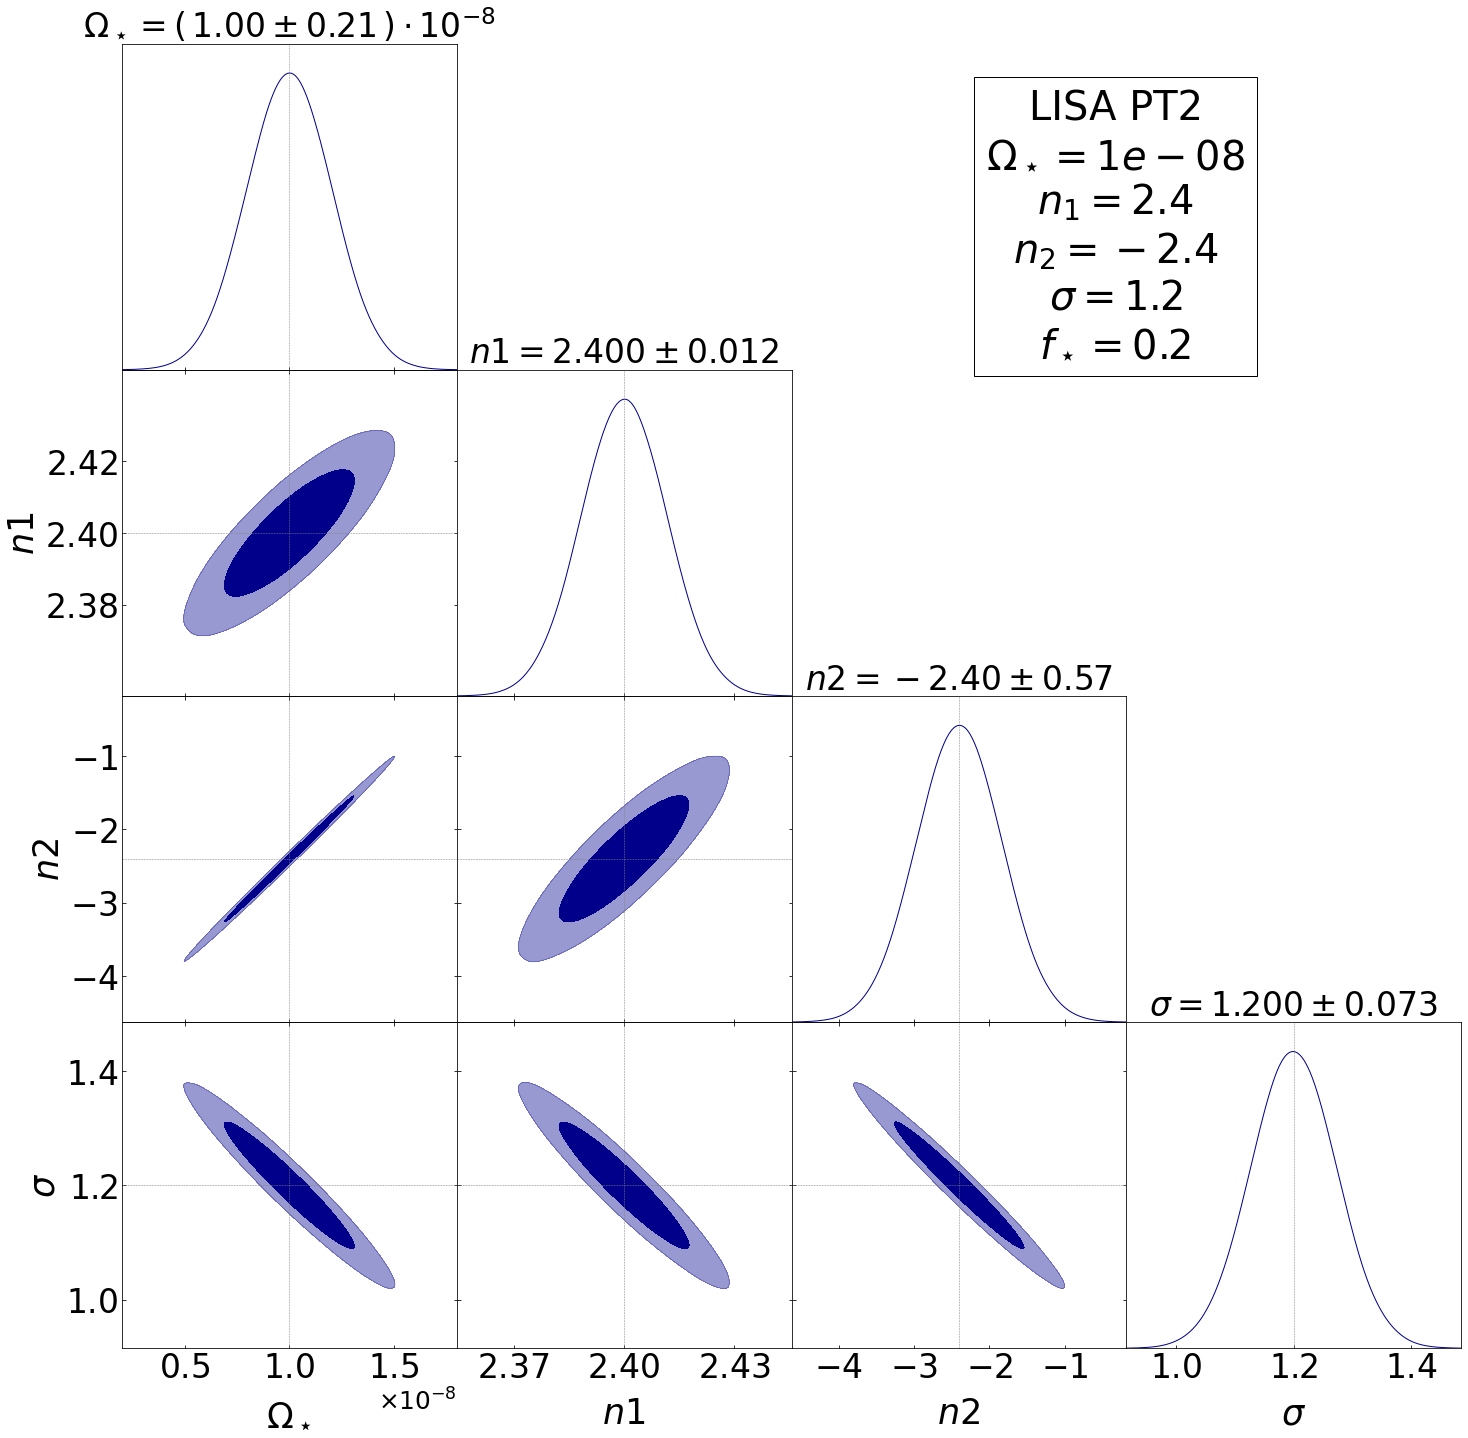 Ω⋆ = ( 1.00 ± 0.21 ) · 10⁻⁸
LISA PT2
Ω⋆ = 1e − 08
n₁ = 2.4
n₂ = −2.4
σ = 1.2
f⋆ = 0.2
n1 = 2.400 ± 0.012
2.42
2.40
2.38
n1
n2 = −2.40 ± 0.57
−1
−2
−3
−4
n2
σ = 1.200 ± 0.073
1.4
1.2
1.0
σ
0.5 1.0 1.5
×10⁻⁸
Ω⋆
2.37 2.40 2.43
n1
−4 −3 −2 −1
n2
1.0 1.2 1.4
σ